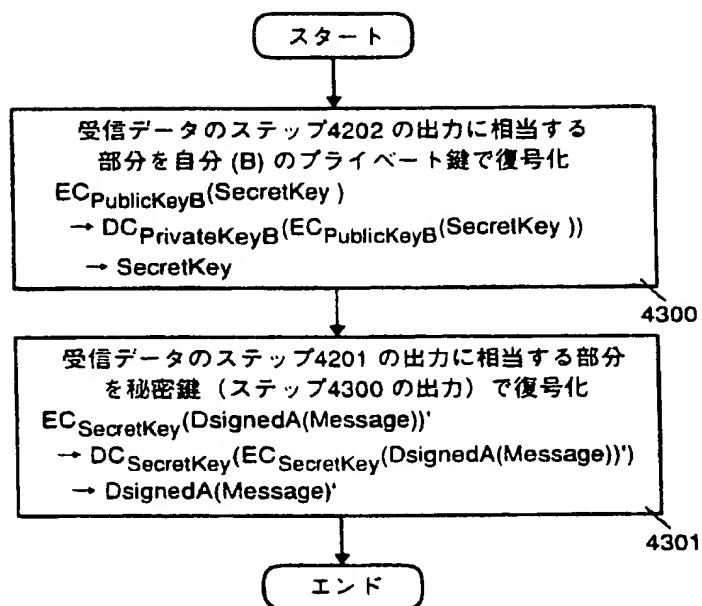 スタート
受信データのステップ4202 の出力に相当する
部分を自分 (B) のプライベート鍵で復号化
EC_PublicKeyB(SecretKey )
→ DC_PrivateKeyB(EC_PublicKeyB(SecretKey ))
→ SecretKey
4300
受信データのステップ4201 の出力に相当する部分
を秘密鍵（ステップ4300 の出力）で復号化
EC_SecretKey(DsignedA(Message))'
→ DC_SecretKey(EC_SecretKey(DsignedA(Message))')
→ DsignedA(Message)'
4301
エンド